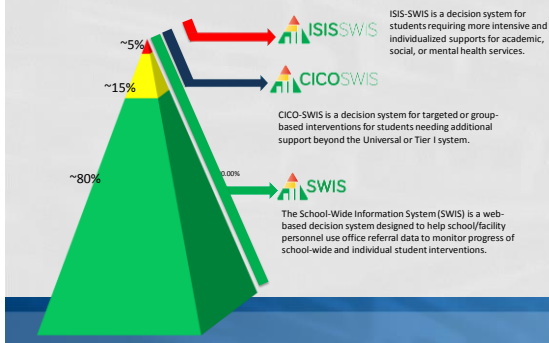 ISIS-SWIS is a decision system for
students requiring more intensive and
individualized supports for academic,
social, or mental health services.
ISISSWIS
~5%
CICOSWIS
~15%
CICO-SWIS is a decision system for targeted or group-
based interventions for students needing additional
support beyond the Universal or Tier I system.
~80%
0.00%
SWIS
The School-Wide Information System (SWIS) is a web-
based decision system designed to help school/facility
personnel use office referral data to monitor progress of
school-wide and individual student interventions.